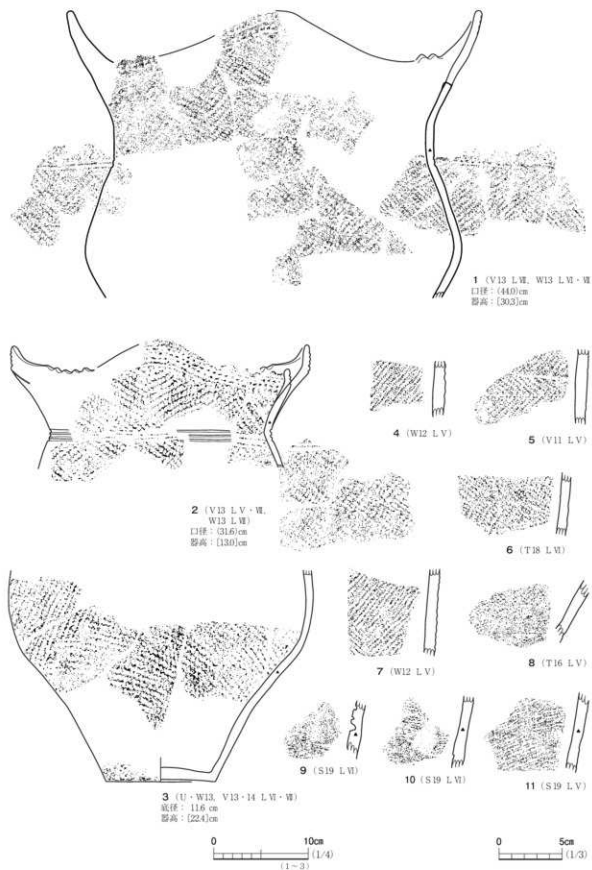 1 (V13 LⅦ, W13 LⅥ・Ⅶ)
口径：(44.0)cm
器高：[30.3]cm
2 (V13 LⅤ・Ⅶ,
W13 LⅦ)
口径：(31.6)cm
器高：[13.0]cm
4 (W12 LⅤ)
5 (V11 LⅤ)
6 (T18 LⅥ)
7 (W12 LⅤ)
8 (T16 LⅤ)
3 (U・W13, V13・14 LⅥ・Ⅶ)
底径： 11.6 cm
器高：[22.4]cm
9 (S19 LⅥ)
10 (S19 LⅥ)
11 (S19 LⅤ)
0 10cm
(1/4)
(1～3)
0 5cm
(1/3)